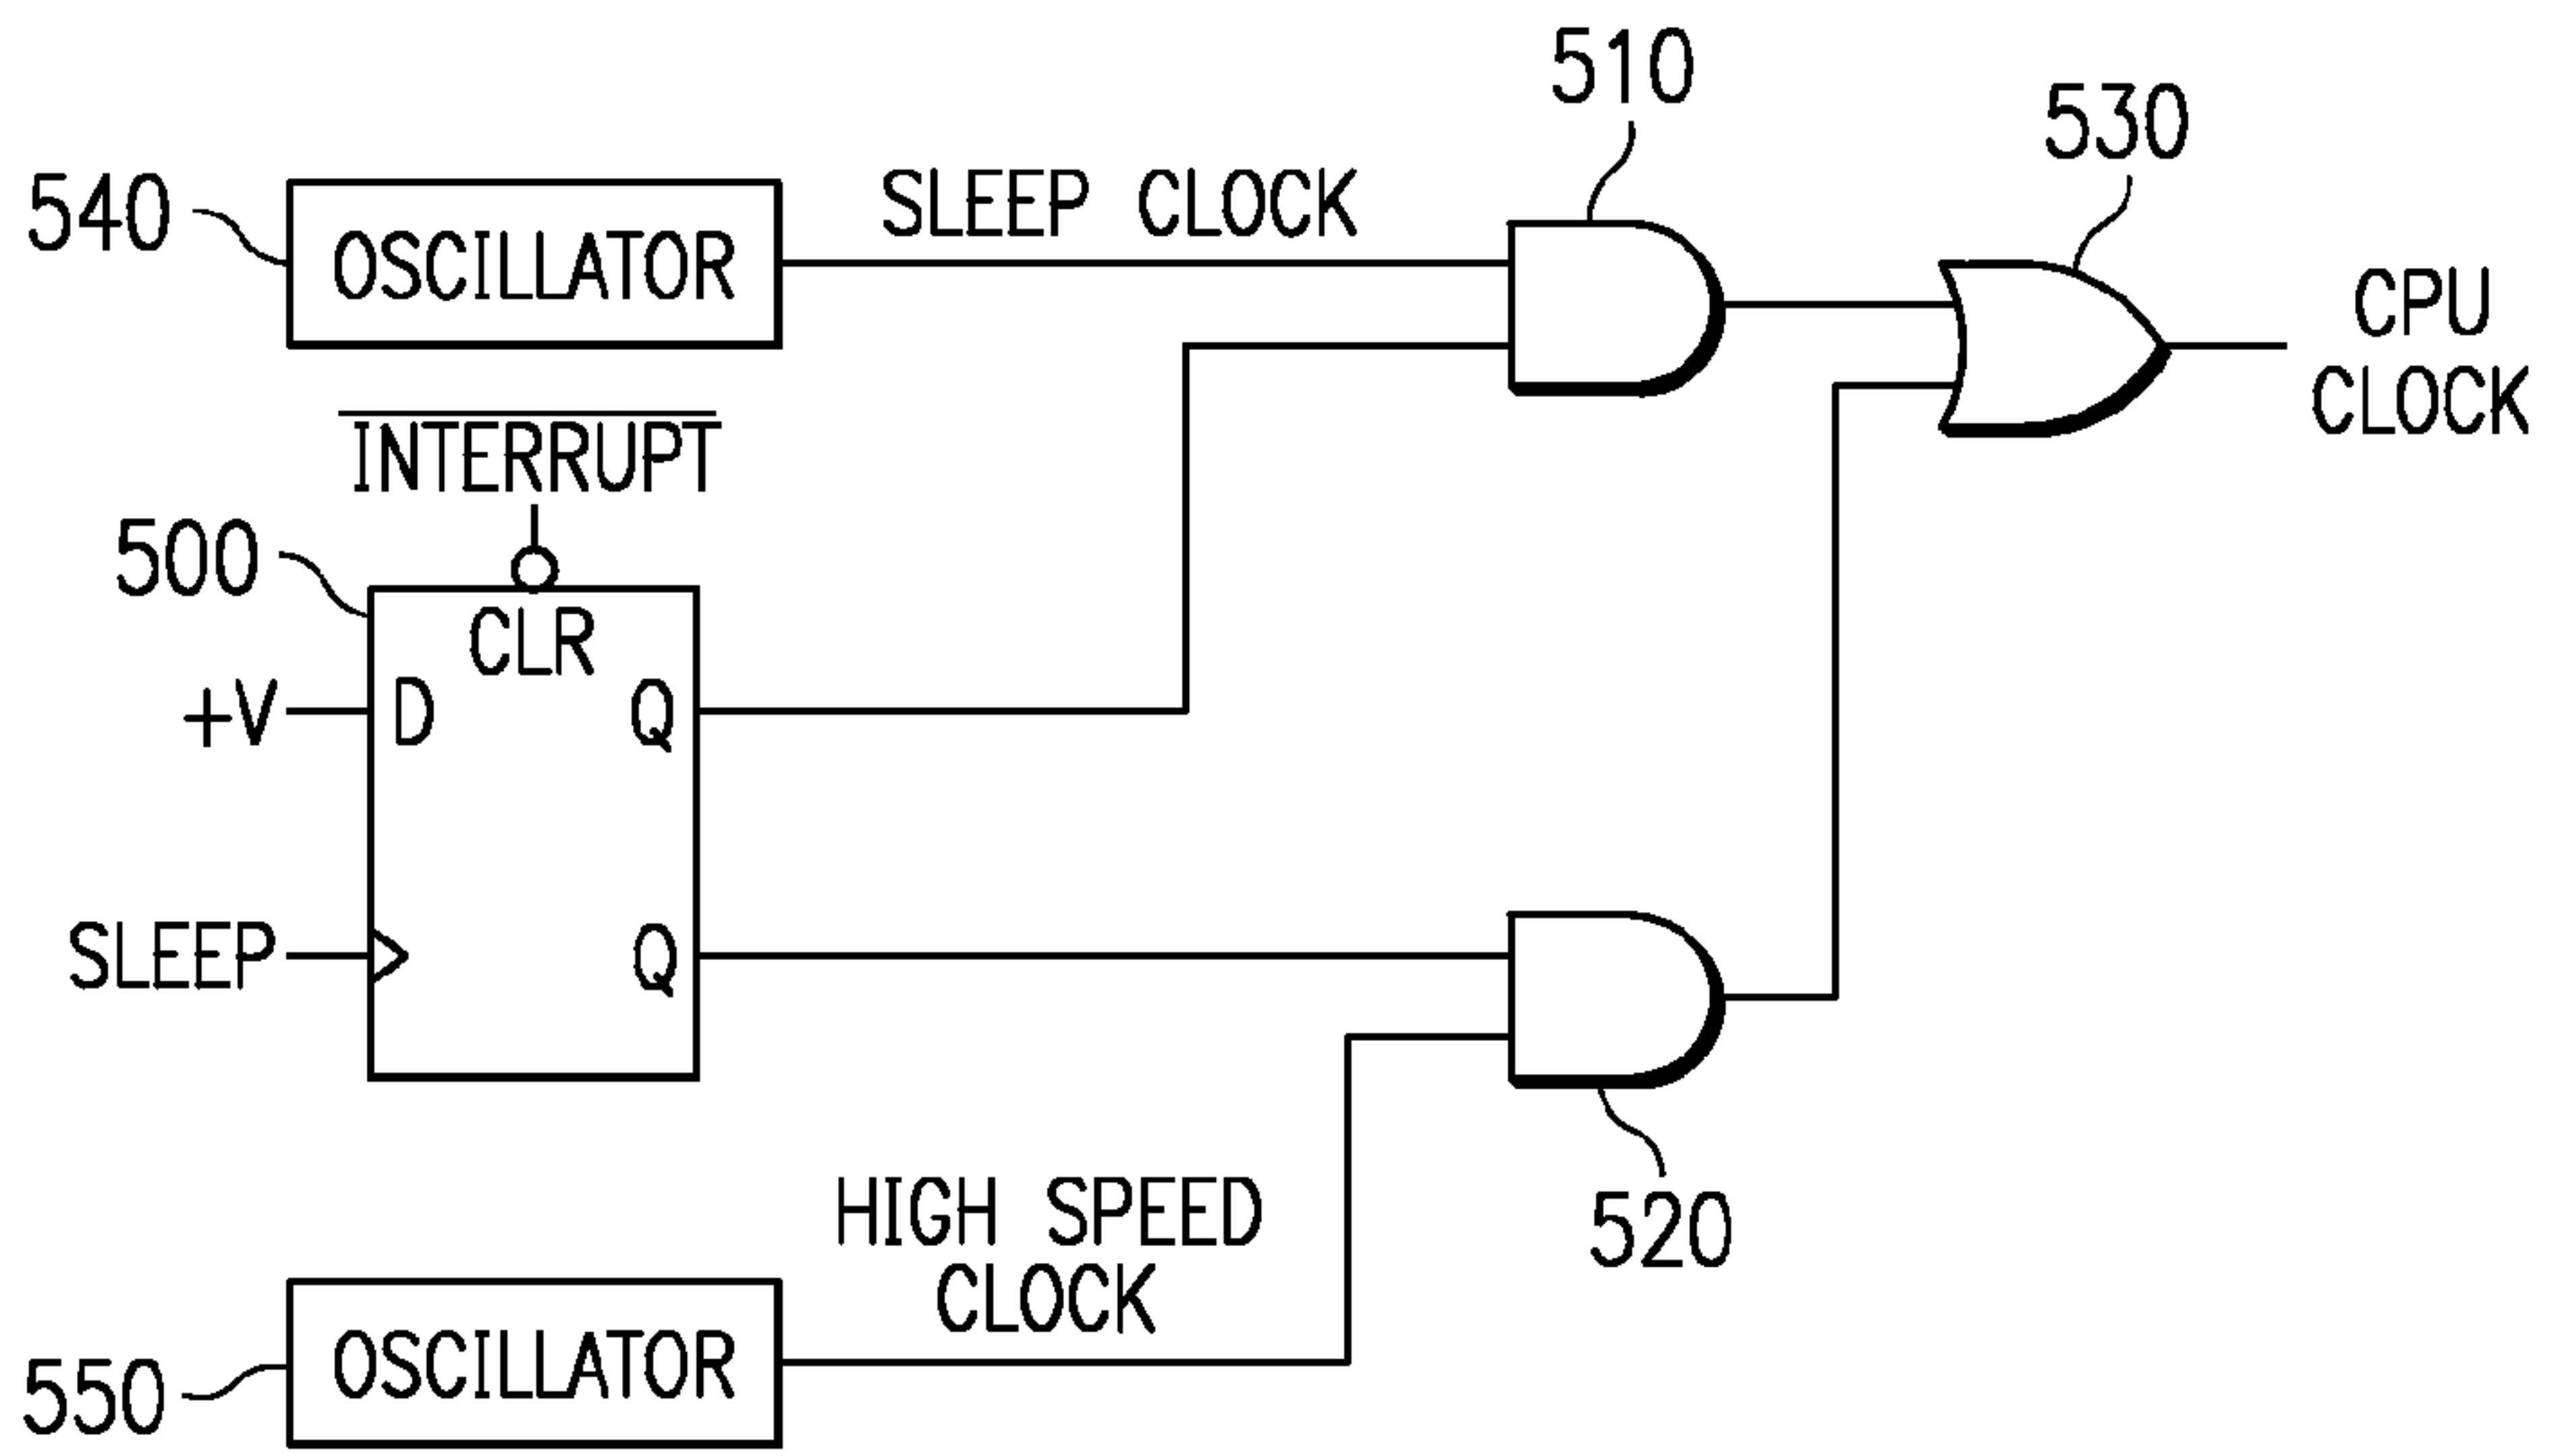 510
530
540
OSCILLATOR
SLEEP CLOCK
CPU
CLOCK
INTERRUPT
500
CLR
+V
D
Q
SLEEP
Q
520
HIGH SPEED
CLOCK
550
OSCILLATOR